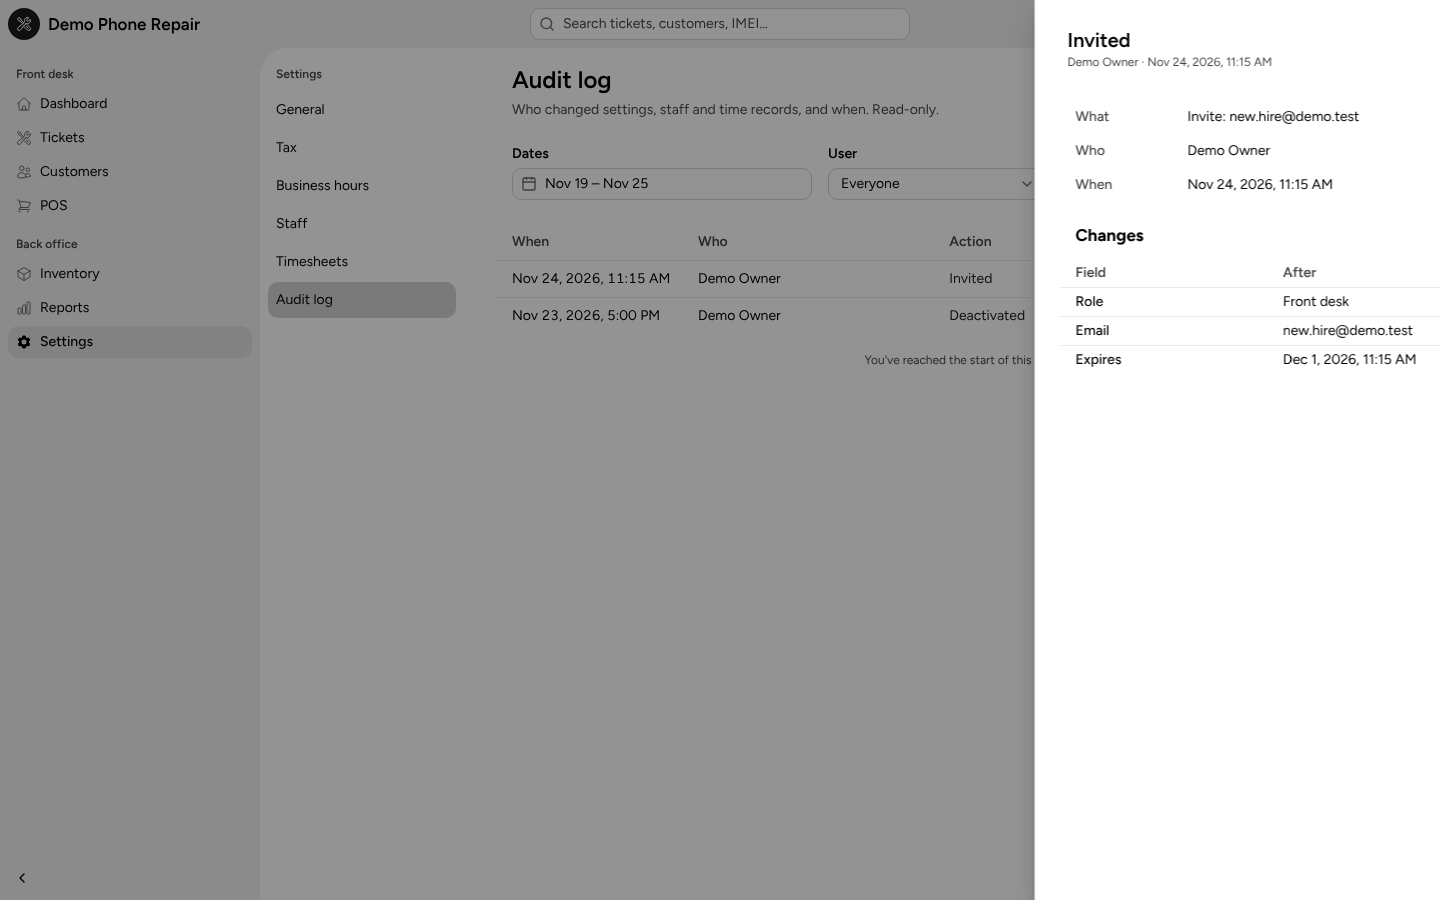 Demo Phone Repair
Search tickets, customers, IMEI...
Front desk
Dashboard
Tickets
Customers
POS
Back office
Inventory
Reports
Settings
Settings
General
Tax
Business hours
Staff
Timesheets
Audit log
Audit log
Who changed settings, staff and time records, and when. Read-only.
Dates
User
Nov 19 – Nov 25
Everyone
When Who Action
Nov 24, 2026, 11:15 AM Demo Owner Invited
Nov 23, 2026, 5:00 PM Demo Owner Deactivated
You've reached the start of this
Invited
Demo Owner · Nov 24, 2026, 11:15 AM
What Invite: new.hire@demo.test
Who Demo Owner
When Nov 24, 2026, 11:15 AM
Changes
Field After
Role Front desk
Email new.hire@demo.test
Expires Dec 1, 2026, 11:15 AM